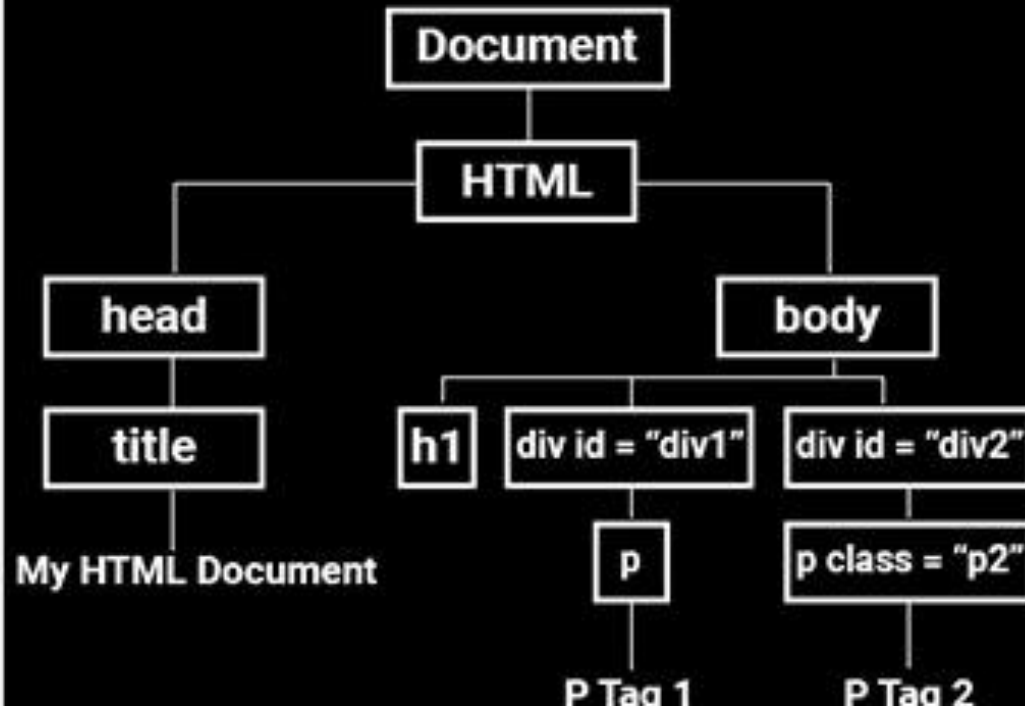 Document
HTML
head
body
title
h1
div id = “div1”
div id = “div2”
p
p class = “p2”
My HTML Document
P Tag 1
P Tag 2